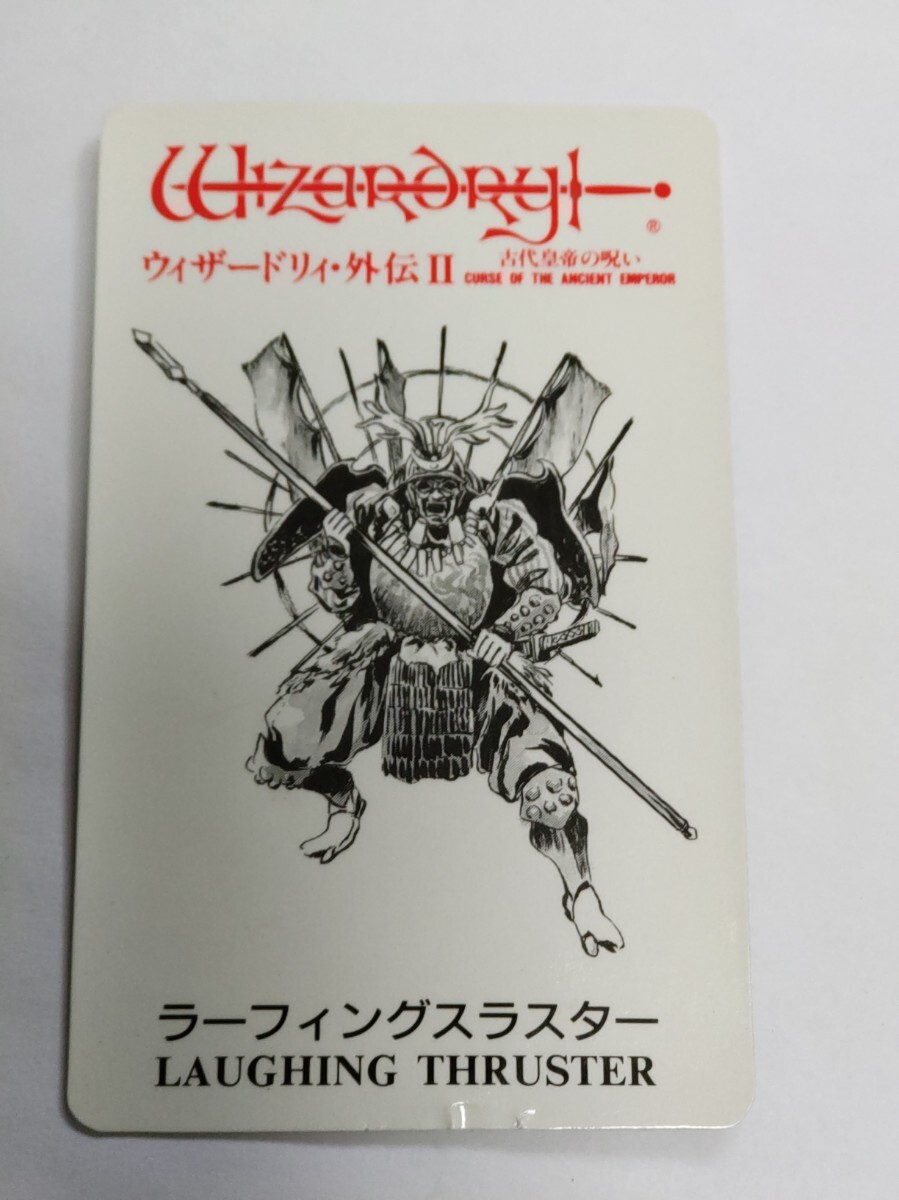 Wizardry
®
ウィザードリィ・外伝 II
古代皇帝の呪い
CURSE OF THE ANCIENT EMPEROR
ラーフィングスラスター
LAUGHING THRUSTER